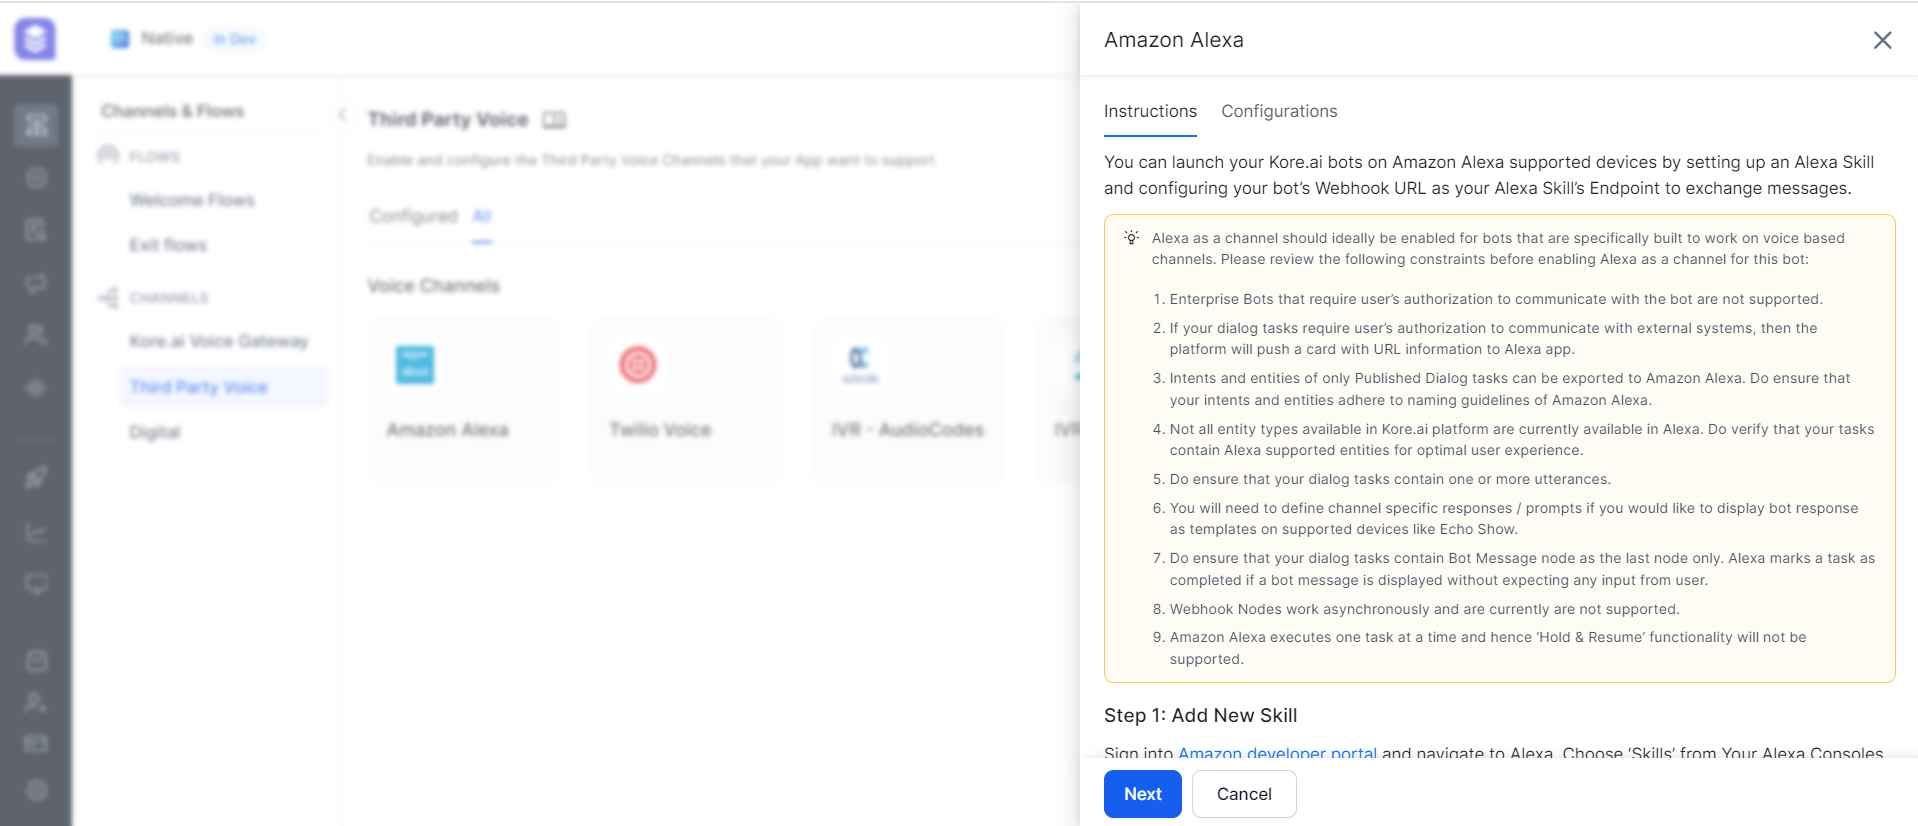 Native
In Dev
Channels & Flows
FLOWS
Welcome Flows
Exit flows
CHANNELS
Kore.ai Voice Gateway
Third Party Voice
Digital
Third Party Voice
Enable and configure the Third Party Voice Channels that your App want to support
Configured All
Voice Channels
Amazon Alexa
Twilio Voice
IVR - AudioCodes
IVR
Amazon Alexa
Instructions Configurations
You can launch your Kore.ai bots on Amazon Alexa supported devices by setting up an Alexa Skill
and configuring your bot’s Webhook URL as your Alexa Skill’s Endpoint to exchange messages.
Alexa as a channel should ideally be enabled for bots that are specifically built to work on voice based
channels. Please review the following constraints before enabling Alexa as a channel for this bot:
1. Enterprise Bots that require user’s authorization to communicate with the bot are not supported.
2. If your dialog tasks require user’s authorization to communicate with external systems, then the
platform will push a card with URL information to Alexa app.
3. Intents and entities of only Published Dialog tasks can be exported to Amazon Alexa. Do ensure that
your intents and entities adhere to naming guidelines of Amazon Alexa.
4. Not all entity types available in Kore.ai platform are currently available in Alexa. Do verify that your tasks
contain Alexa supported entities for optimal user experience.
5. Do ensure that your dialog tasks contain one or more utterances.
6. You will need to define channel specific responses / prompts if you would like to display bot response
as templates on supported devices like Echo Show.
7. Do ensure that your dialog tasks contain Bot Message node as the last node only. Alexa marks a task as
completed if a bot message is displayed without expecting any input from user.
8. Webhook Nodes work asynchronously and are currently are not supported.
9. Amazon Alexa executes one task at a time and hence ‘Hold & Resume’ functionality will not be
supported.
Step 1: Add New Skill
Sign into Amazon developer portal and navigate to Alexa. Choose ‘Skills’ from Your Alexa Consoles
Next Cancel